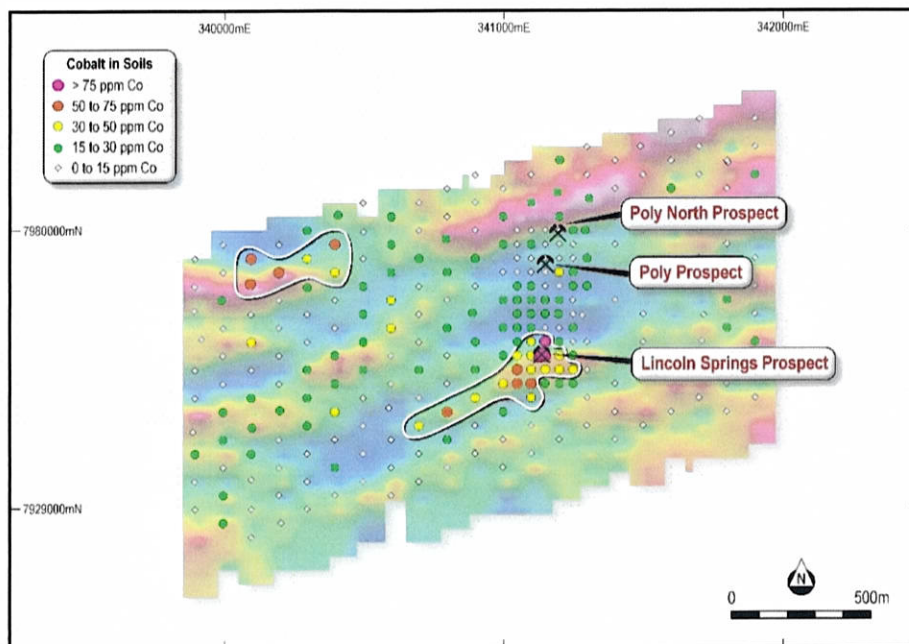 340000mE
341000mE
342000mE
Cobalt in Soils
> 75 ppm Co
50 to 75 ppm Co
30 to 50 ppm Co
15 to 30 ppm Co
0 to 15 ppm Co
Poly North Prospect
7980000mN
Poly Prospect
Lincoln Springs Prospect
7929000mN
N
0 500m